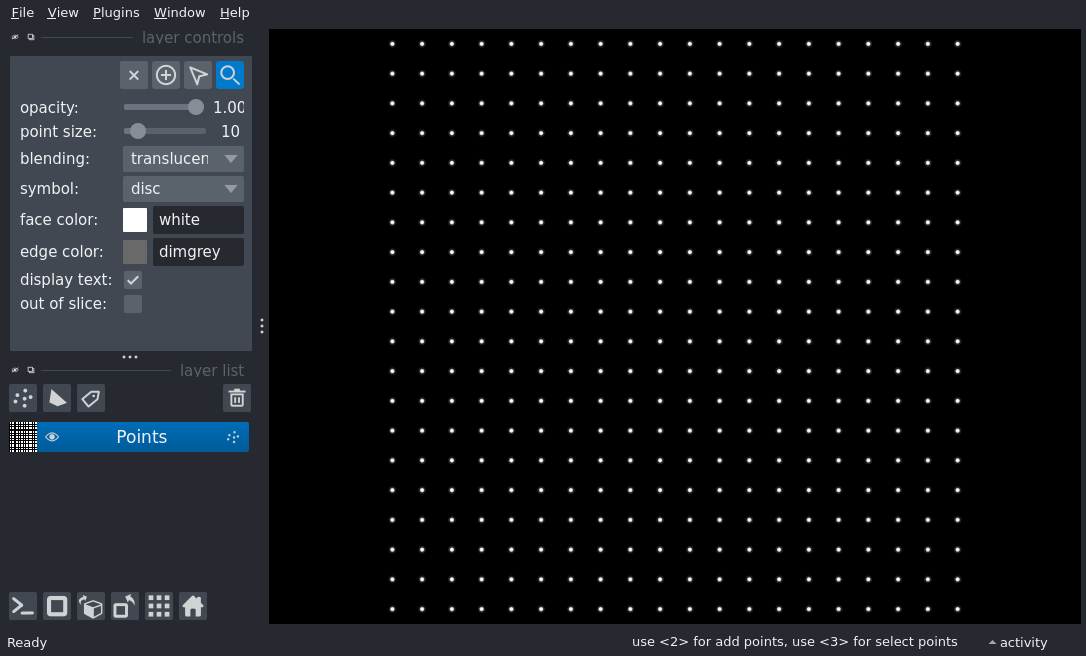 File View Plugins Window Help
layer controls
opacity: 1.00
point size: 10
blending: translucen
symbol: disc
face color: white
edge color: dimgrey
display text:
out of slice:
layer list
Points
Ready
use <2> for add points, use <3> for select points
activity